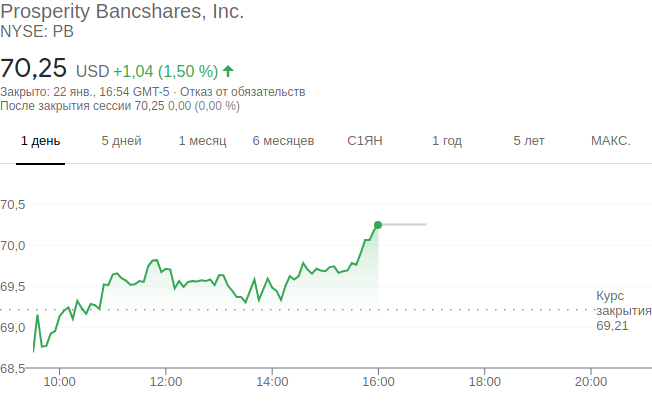 Prosperity Bancshares, Inc.
NYSE: PB
70,25 USD +1,04 (1,50 %)
Закрыто: 22 янв., 16:54 GMT-5 · Отказ от обязательств
После закрытия сессии 70,25 0,00 (0,00 %)
1 день 5 дней 1 месяц 6 месяцев С1ЯН 1 год 5 лет МАКС.
70,5
70,0
69,5
69,0
68,5
Курс
закрытия
69,21
10:00 12:00 14:00 16:00 18:00 20:00